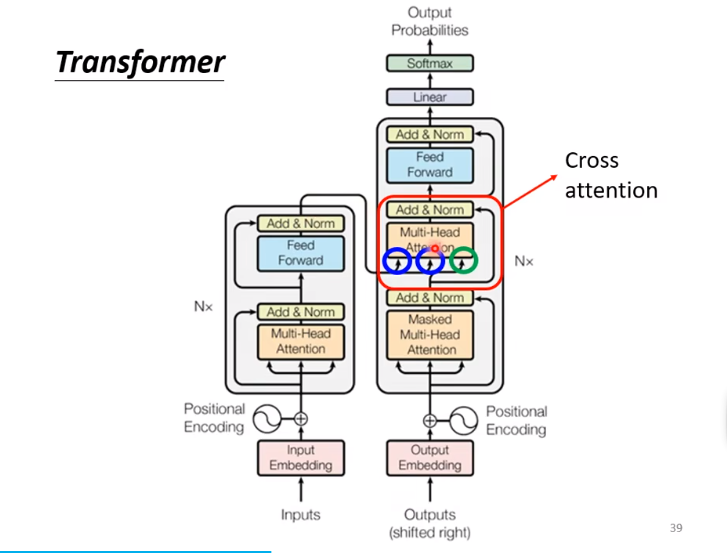 Transformer
Output
Probabilities
Softmax
Linear
Add & Norm
Feed
Forward
Add & Norm
Multi-Head
Attention
Cross
attention
Nx
Add & Norm
Masked
Multi-Head
Attention
Add & Norm
Feed
Forward
Nx
Add & Norm
Multi-Head
Attention
Positional
Encoding
Positional
Encoding
Input
Embedding
Output
Embedding
Inputs
Outputs
(shifted right)
39